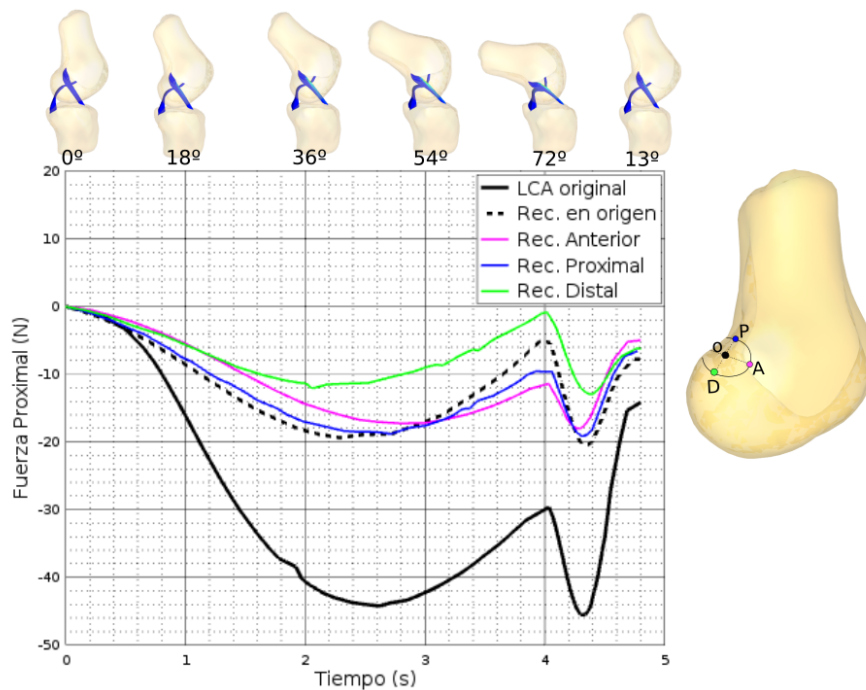 0º 18º 36º 54º 72º 13º
LCA original
Rec. en origen
Rec. Anterior
Rec. Proximal
Rec. Distal
20
10
0
-10
-20
-30
-40
-50
Fuerza Proximal (N)
0 1 2 3 4 5
Tiempo (s)
P
O
A
D